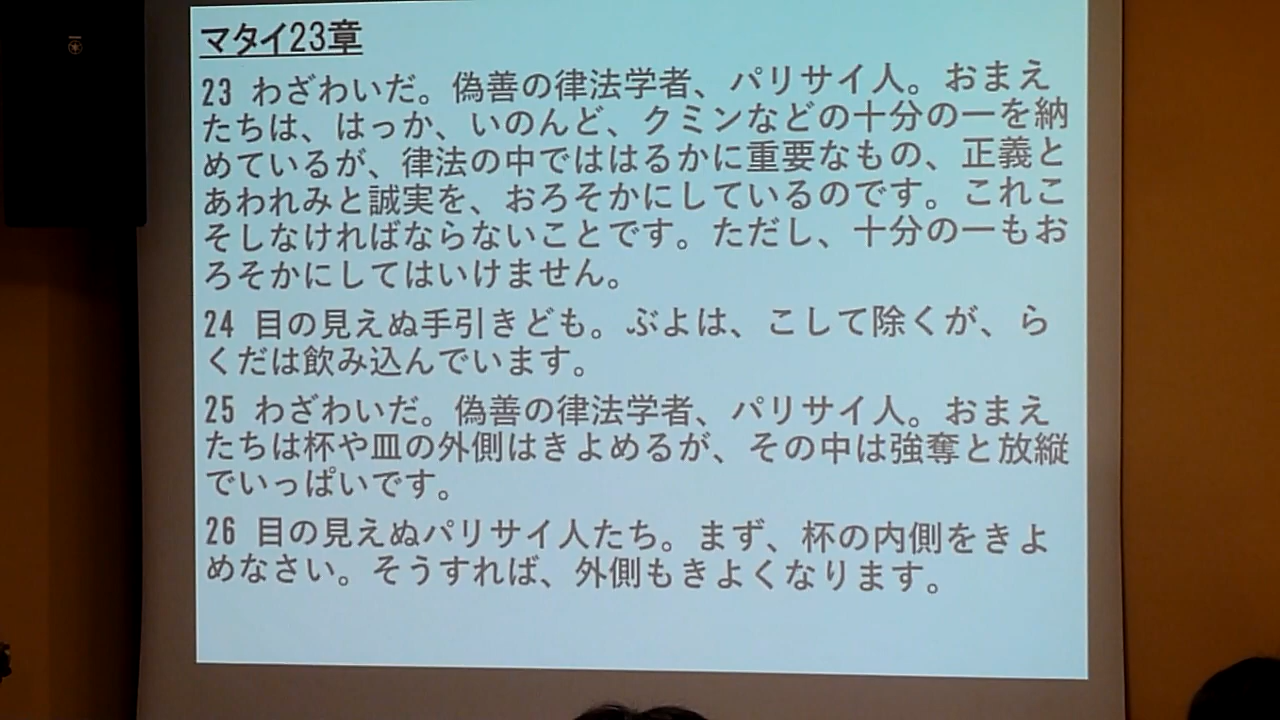 マタイ23章
23 わざわいだ。偽善の律法学者、パリサイ人。おまえ
たちは、はっか、いのんど、クミンなどの十分の一を納
めているが、律法の中でははるかに重要なもの、正義と
あわれみと誠実を、おろそかにしているのです。これこ
そしなければならないことです。ただし、十分の一もお
ろそかにしてはいけません。
24 目の見えぬ手引きども。ぶよは、こして除くが、ら
くだは飲み込んでいます。
25 わざわいだ。偽善の律法学者、パリサイ人。おまえ
たちは杯や皿の外側はきよめるが、その中は強奪と放縦
でいっぱいです。
26 目の見えぬパリサイ人たち。まず、杯の内側をきよ
めなさい。そうすれば、外側もきよくなります。